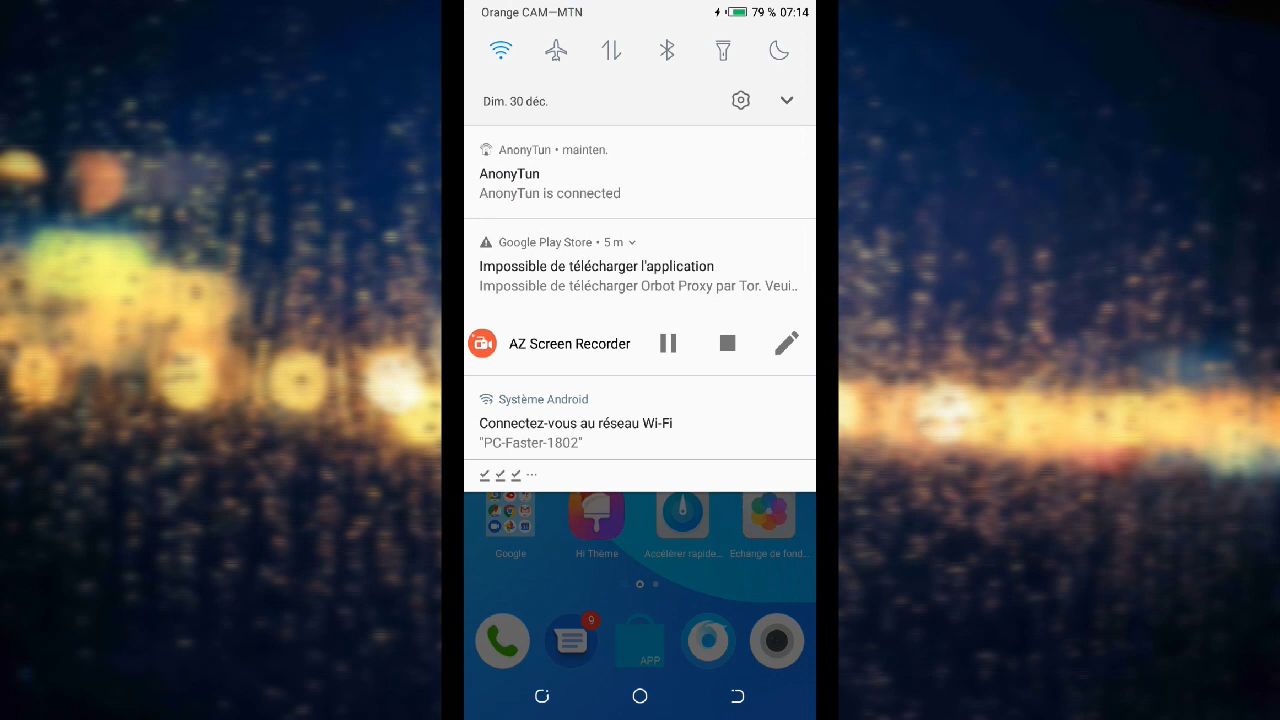 Orange CAM—MTN
79 % 07:14
Dim. 30 déc.
AnonyTun • mainten.
AnonyTun
AnonyTun is connected
Google Play Store • 5 m
Impossible de télécharger l'application
Impossible de télécharger Orbot Proxy par Tor. Veui..
AZ Screen Recorder
Système Android
Connectez-vous au réseau Wi-Fi
"PC-Faster-1802"
Google
Hi Thème
Accélérer rapide...
Echange de fond...
9
APP